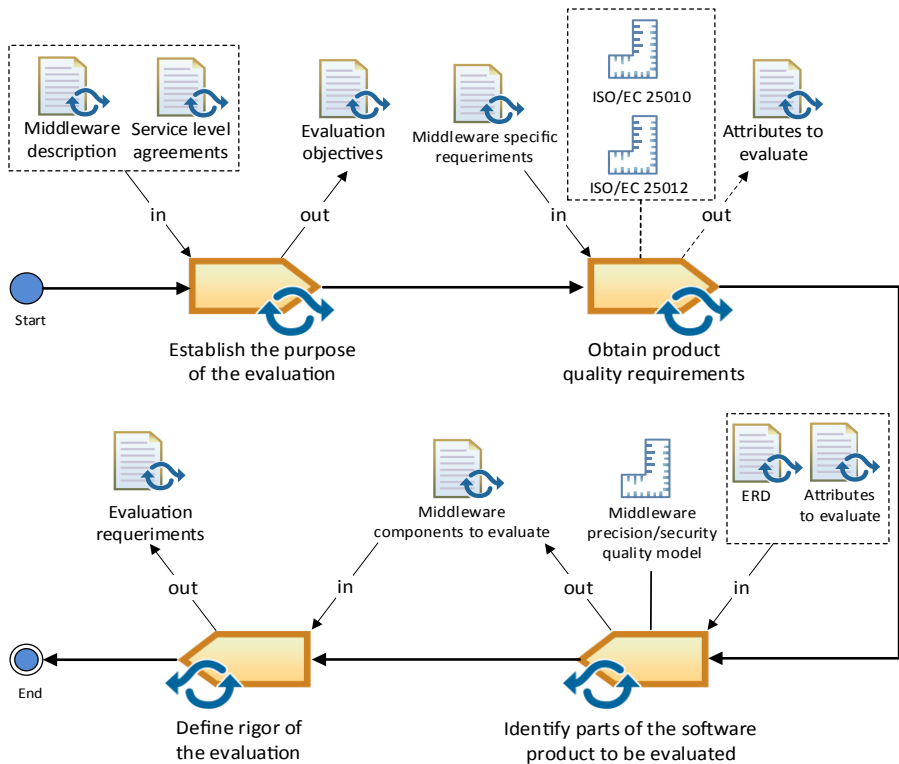 Middleware
description
Service level
agreements
Evaluation
objectives
Middleware specific
requeriments
ISO/EC 25010
ISO/EC 25012
Attributes to
evaluate
in
out
in
out
Start
Establish the purpose
of the evaluation
Obtain product
quality requirements
Evaluation
requeriments
Middleware
components to evaluate
Middleware
precision/security
quality model
ERD
Attributes
to evaluate
out
in
out
in
End
Define rigor of
the evaluation
Identify parts of the software
product to be evaluated